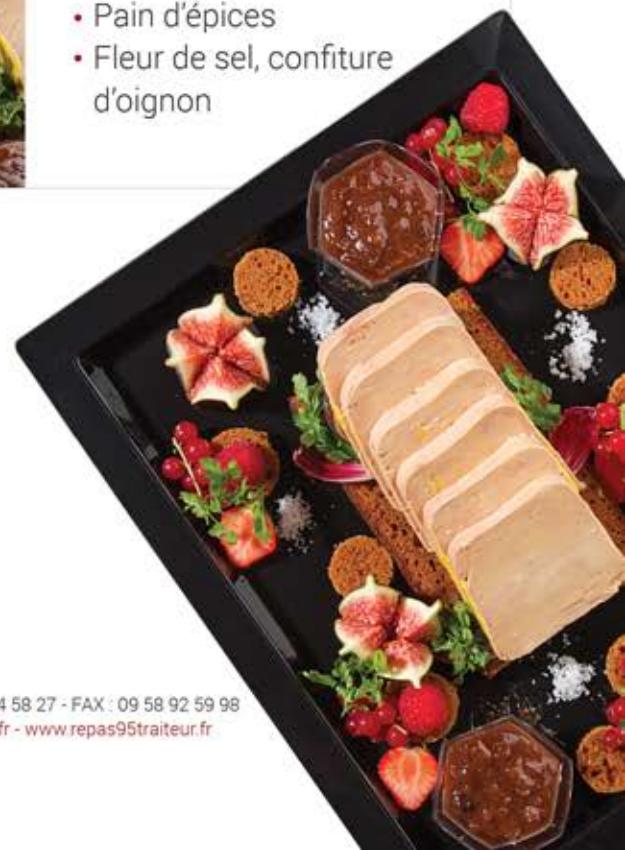 • Pain d’épices
• Fleur de sel, confiture
d’oignon
4 58 27 - FAX : 09 58 92 59 98
fr - www.repas95traiteur.fr